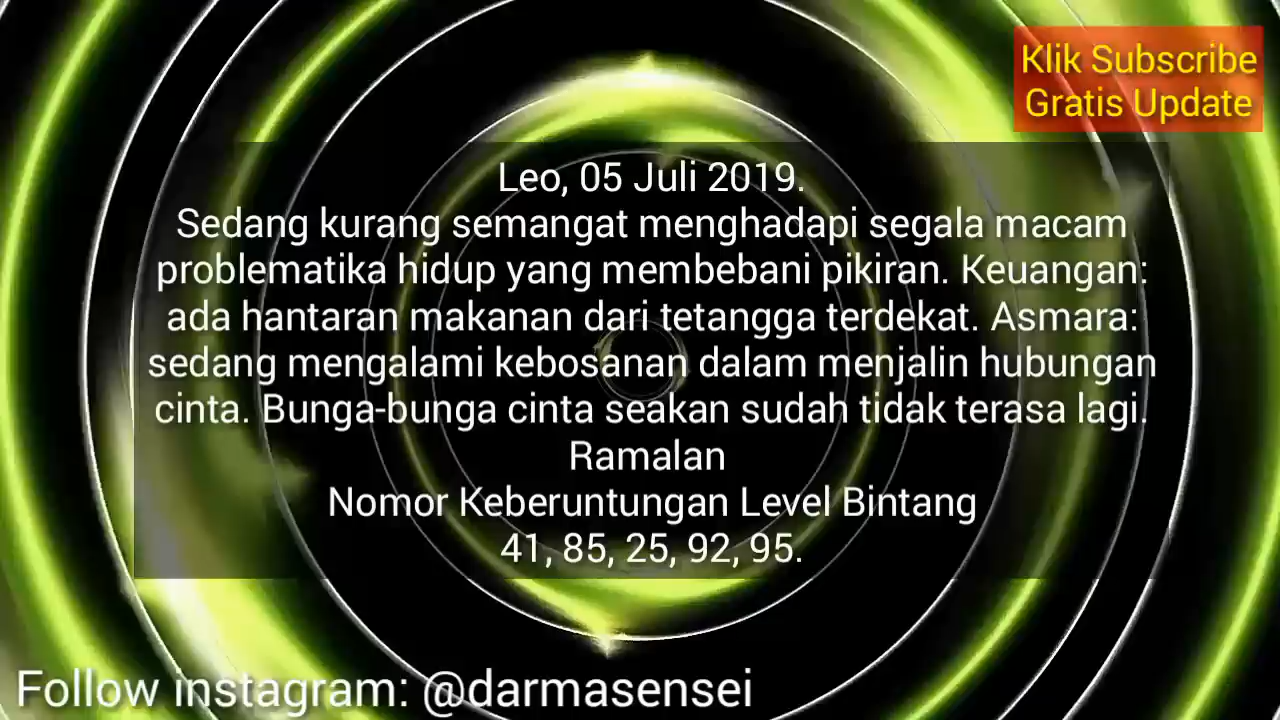 Klik Subscribe
Gratis Update
Leo, 05 Juli 2019.
Sedang kurang semangat menghadapi segala macam
problematika hidup yang membebani pikiran. Keuangan:
ada hantaran makanan dari tetangga terdekat. Asmara:
sedang mengalami kebosanan dalam menjalin hubungan
cinta. Bunga-bunga cinta seakan sudah tidak terasa lagi.
Ramalan
Nomor Keberuntungan Level Bintang
41, 85, 25, 92, 95.
Follow instagram: @darmasensei